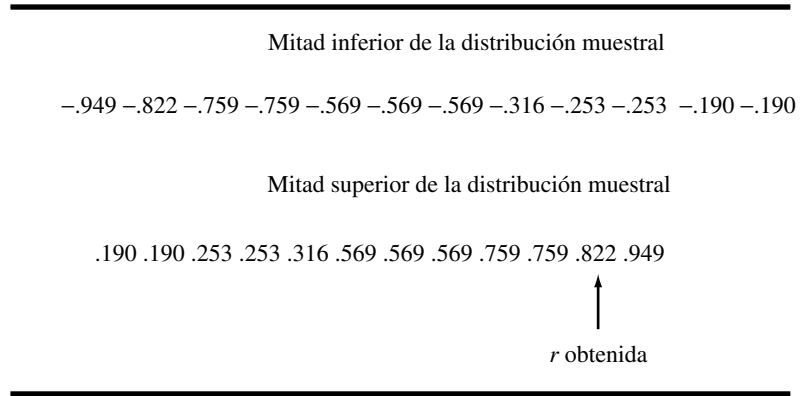 Mitad inferior de la distribución muestral
−.949 −.822 −.759 −.759 −.569 −.569 −.569 −.316 −.253 −.253 −.190 −.190
Mitad superior de la distribución muestral
.190 .190 .253 .253 .316 .569 .569 .569 .759 .759 .822 .949
r obtenida